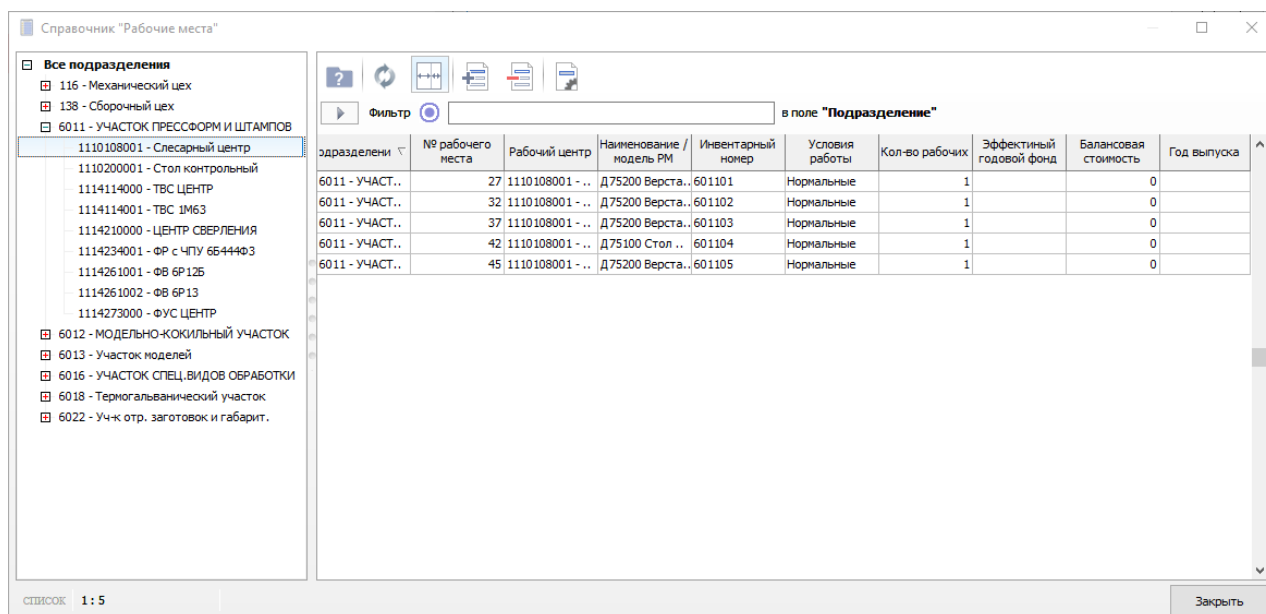 Справочник "Рабочие места"
Все подразделения
116 - Механический цех
138 - Сборочный цех
6011 - УЧАСТОК ПРЕССФОРМ И ШТАМПОВ
1110108001 - Слесарный центр
1110200001 - Стол контрольный
1114114000 - ТВС ЦЕНТР
1114114001 - ТВС 1М63
1114210000 - ЦЕНТР СВЕРЛЕНИЯ
1114234001 - ФР с ЧПУ 6Б444Ф3
1114261001 - ФВ 6Р12Б
1114261002 - ФВ 6Р13
1114273000 - ФУС ЦЕНТР
6012 - МОДЕЛЬНО-КОКИЛЬНЫЙ УЧАСТОК
6013 - Участок моделей
6016 - УЧАСТОК СПЕЦ.ВИДОВ ОБРАБОТКИ
6018 - Термогальванический участок
6022 - Уч-к отр. заготовок и габарит.
Фильтр в поле "Подразделение"
одразделени № рабочего места Рабочий центр Наименование / модель РМ Инвентарный номер Условия работы Кол-во рабочих Эффектиный годовой фонд Балансовая стоимость Год выпуска
6011 - УЧАСТ.. 27 1110108001 - .. Д75200 Верста.. 601101 Нормальные 1 0
6011 - УЧАСТ.. 32 1110108001 - .. Д75200 Верста.. 601102 Нормальные 1 0
6011 - УЧАСТ.. 37 1110108001 - .. Д75200 Верста.. 601103 Нормальные 1 0
6011 - УЧАСТ.. 42 1110108001 - .. Д75100 Стол .. 601104 Нормальные 1 0
6011 - УЧАСТ.. 45 1110108001 - .. Д75200 Верста.. 601105 Нормальные 1 0
СПИСОК 1 : 5
Закрыть